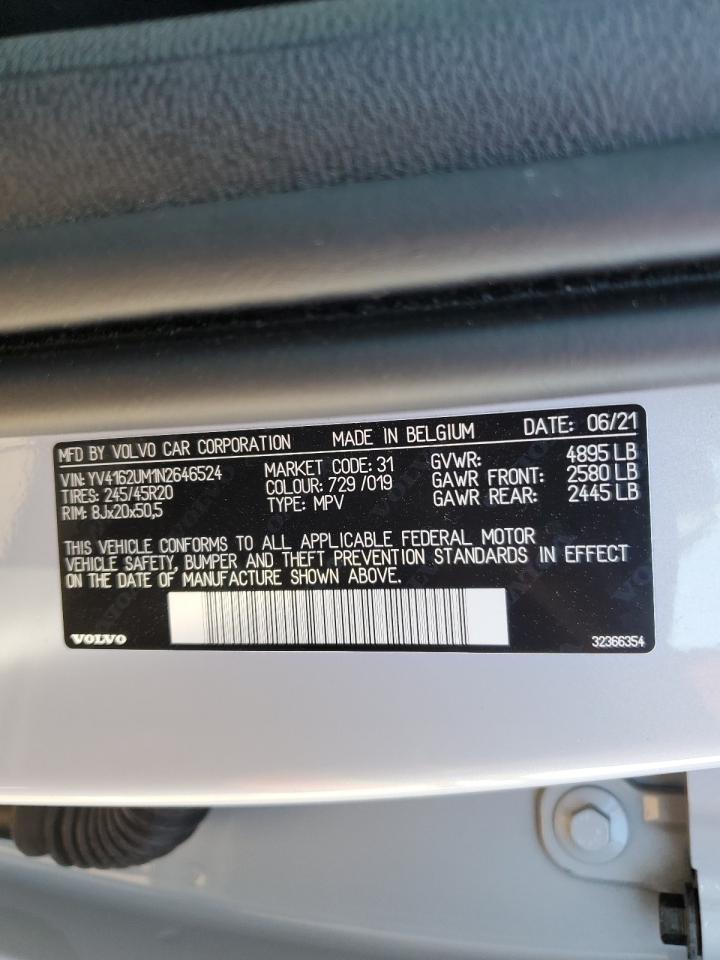 MFD BY VOLVO CAR CORPORATION MADE IN BELGIUM DATE: 06/21
VIN: YV4162UM1N2646524 MARKET CODE: 31 GVWR: 4895 LB
TIRES: 245/45R20 COLOUR: 729 /019 GAWR FRONT: 2580 LB
RIM: 8Jx20x50,5 TYPE: MPV GAWR REAR: 2445 LB
THIS VEHICLE CONFORMS TO ALL APPLICABLE FEDERAL MOTOR
VEHICLE SAFETY, BUMPER AND THEFT PREVENTION STANDARDS IN EFFECT
ON THE DATE OF MANUFACTURE SHOWN ABOVE.
VOLVO 32366354